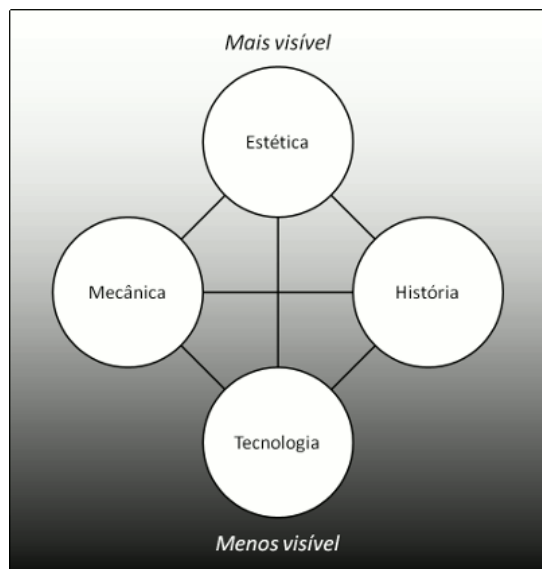 Mais visível
Estética
Mecânica
História
Tecnologia
Menos visível